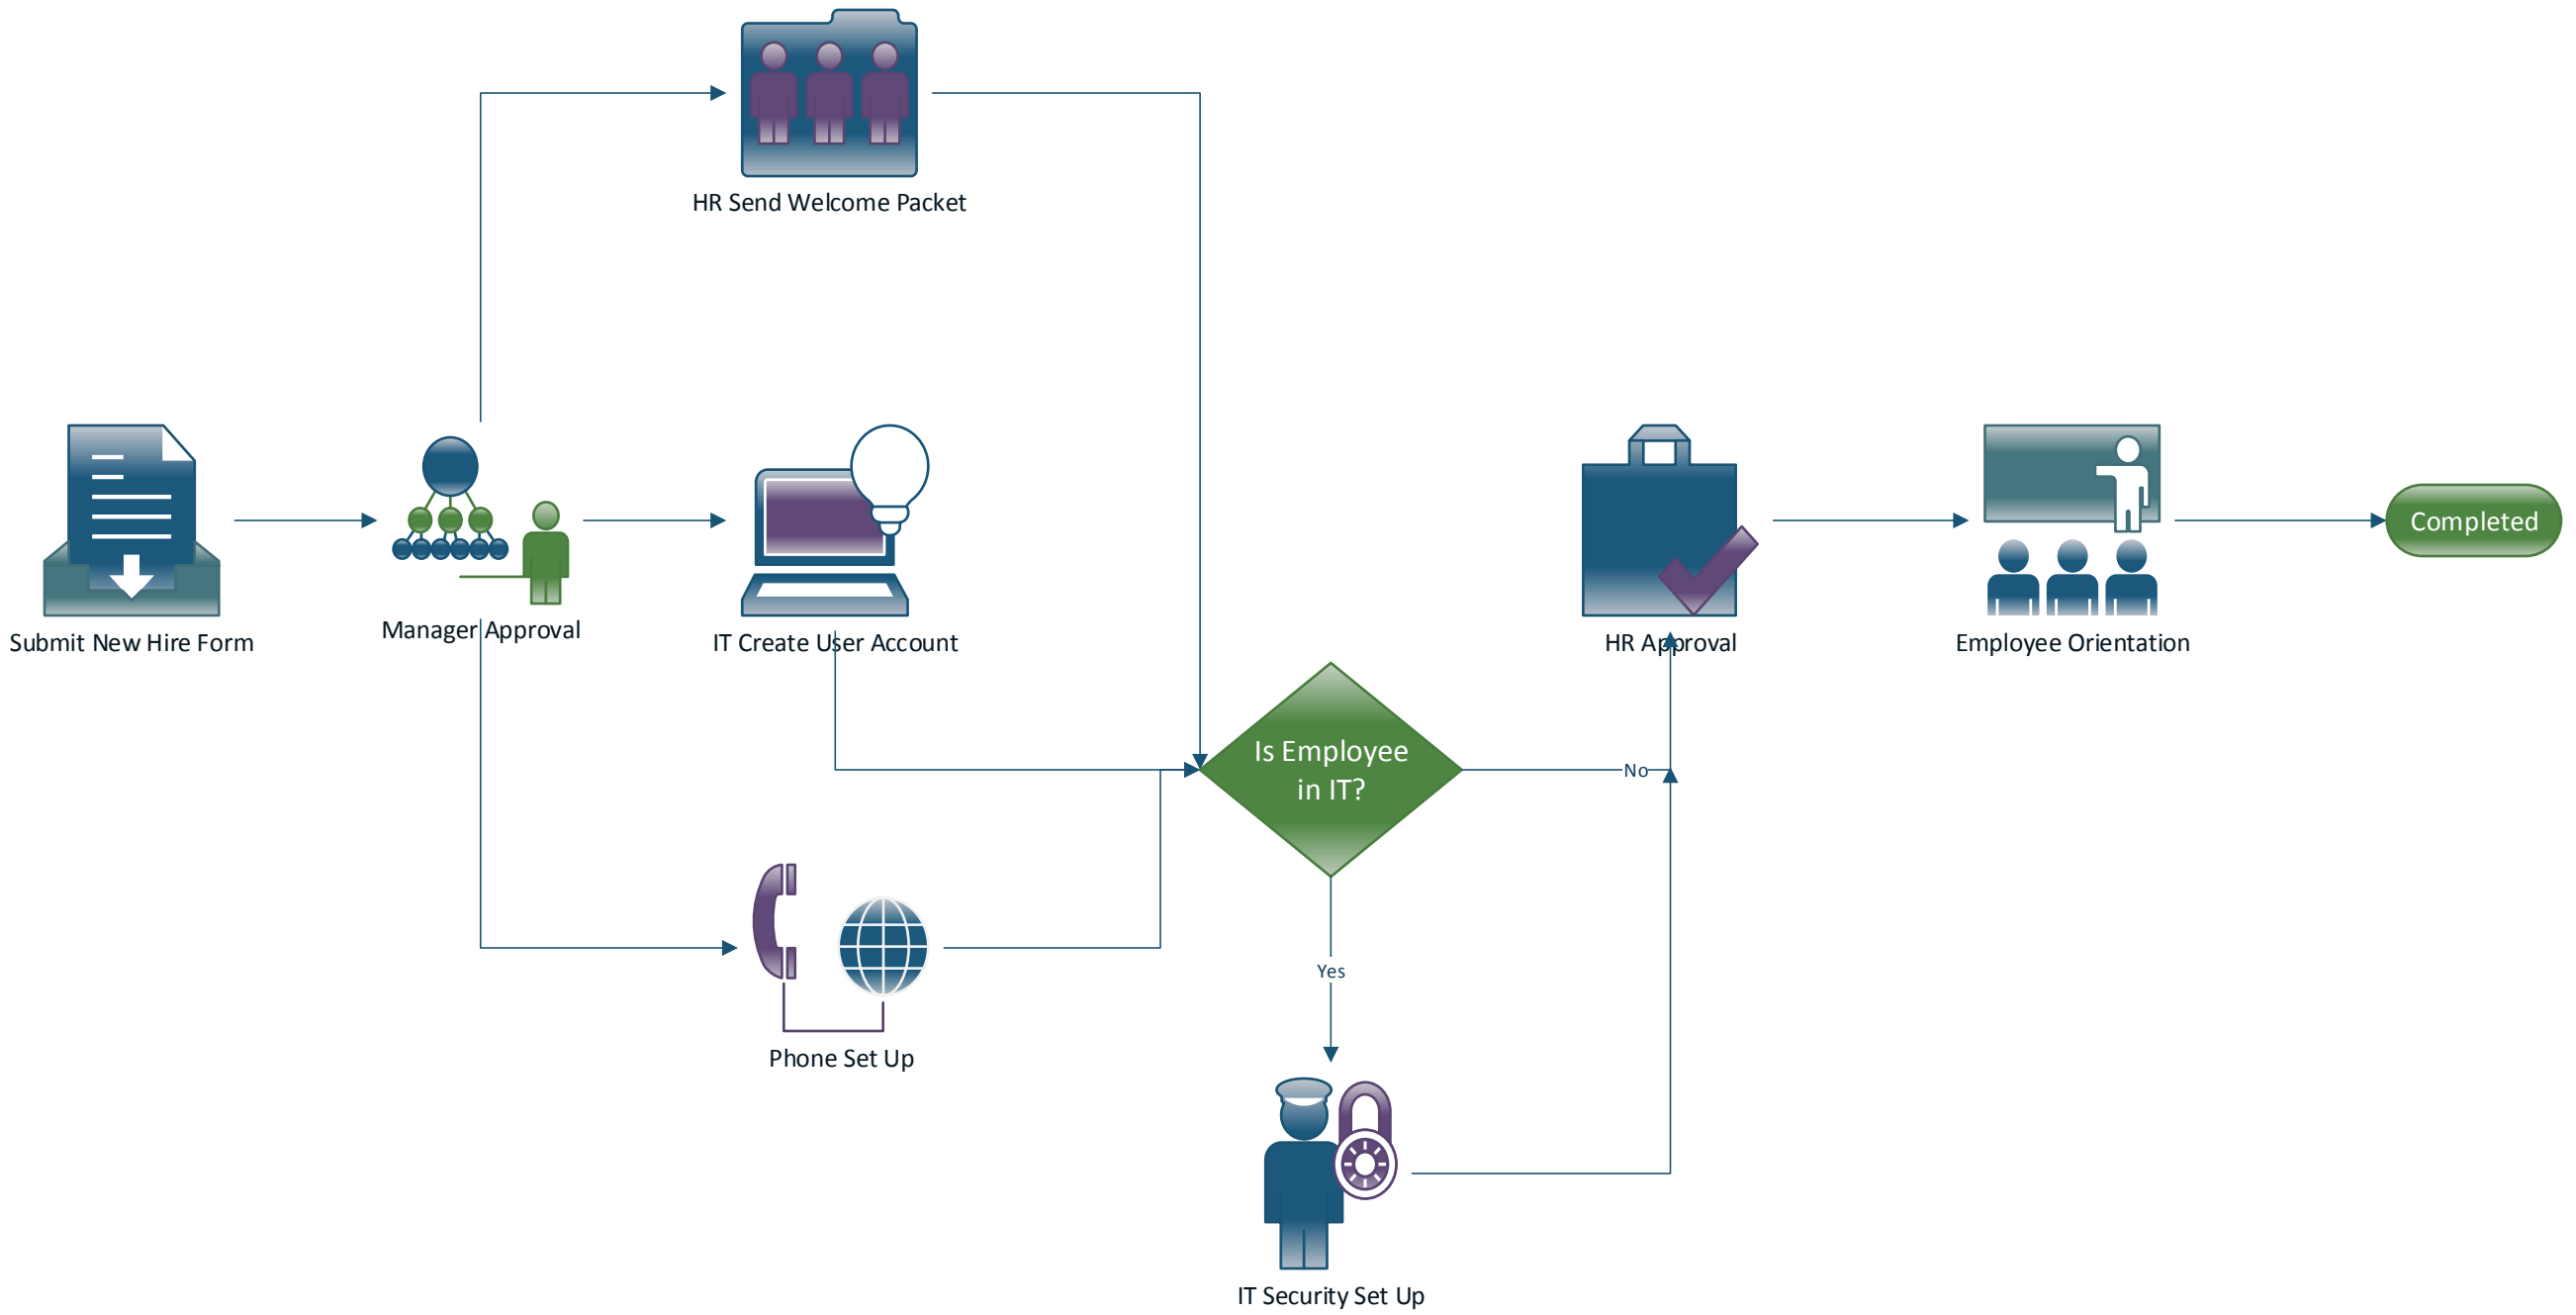 HR Send Welcome Packet
Submit New Hire Form
Manager Approval
IT Create User Account
HR Approval
Employee Orientation
Completed
Is Employee
in IT?
No
Yes
Phone Set Up
IT Security Set Up